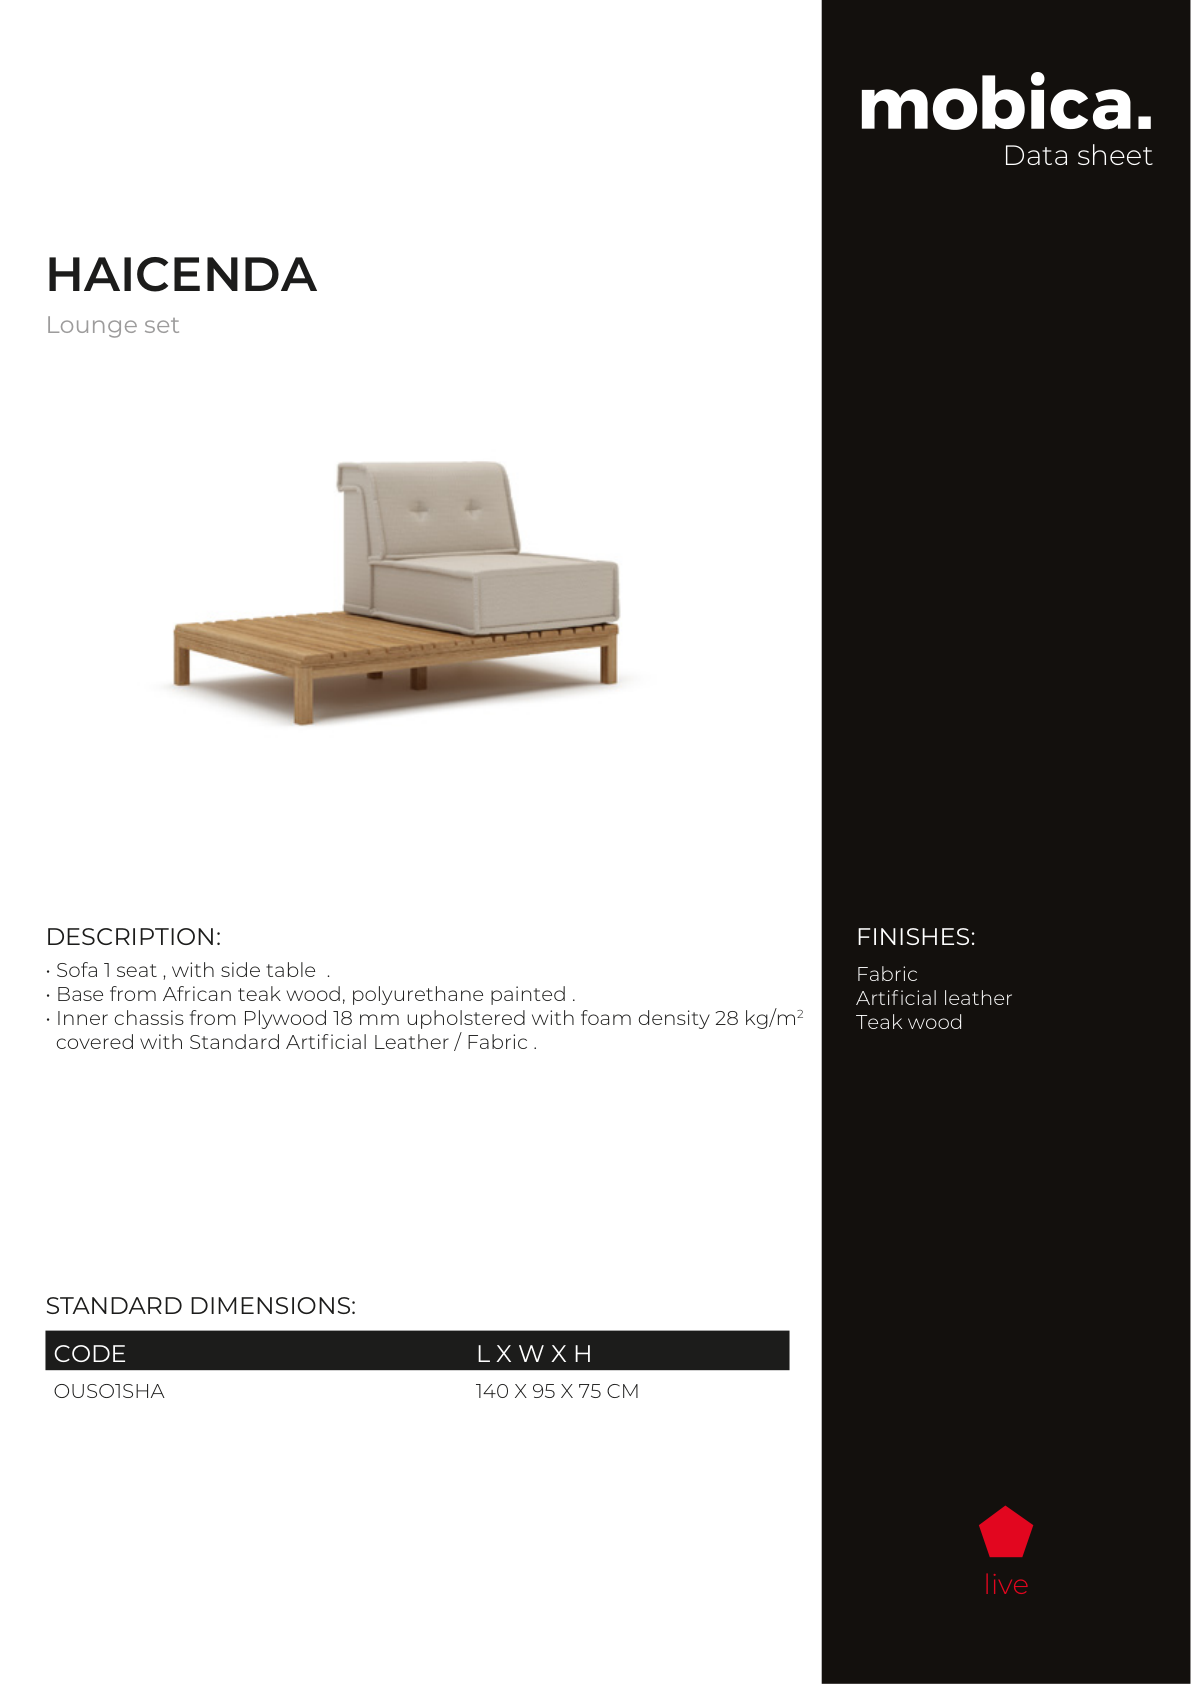 mobica.
Data sheet
HAICENDA
Lounge set
DESCRIPTION:
• Sofa 1 seat , with side table  .
• Base from African teak wood, polyurethane painted .
• Inner chassis from Plywood 18 mm upholstered with foam density 28 kg/m²
covered with Standard Artificial Leather / Fabric .
FINISHES:
Fabric
Artificial leather
Teak wood
STANDARD DIMENSIONS:
CODE L X W X H
OUSO1SHA 140 X 95 X 75 CM
live